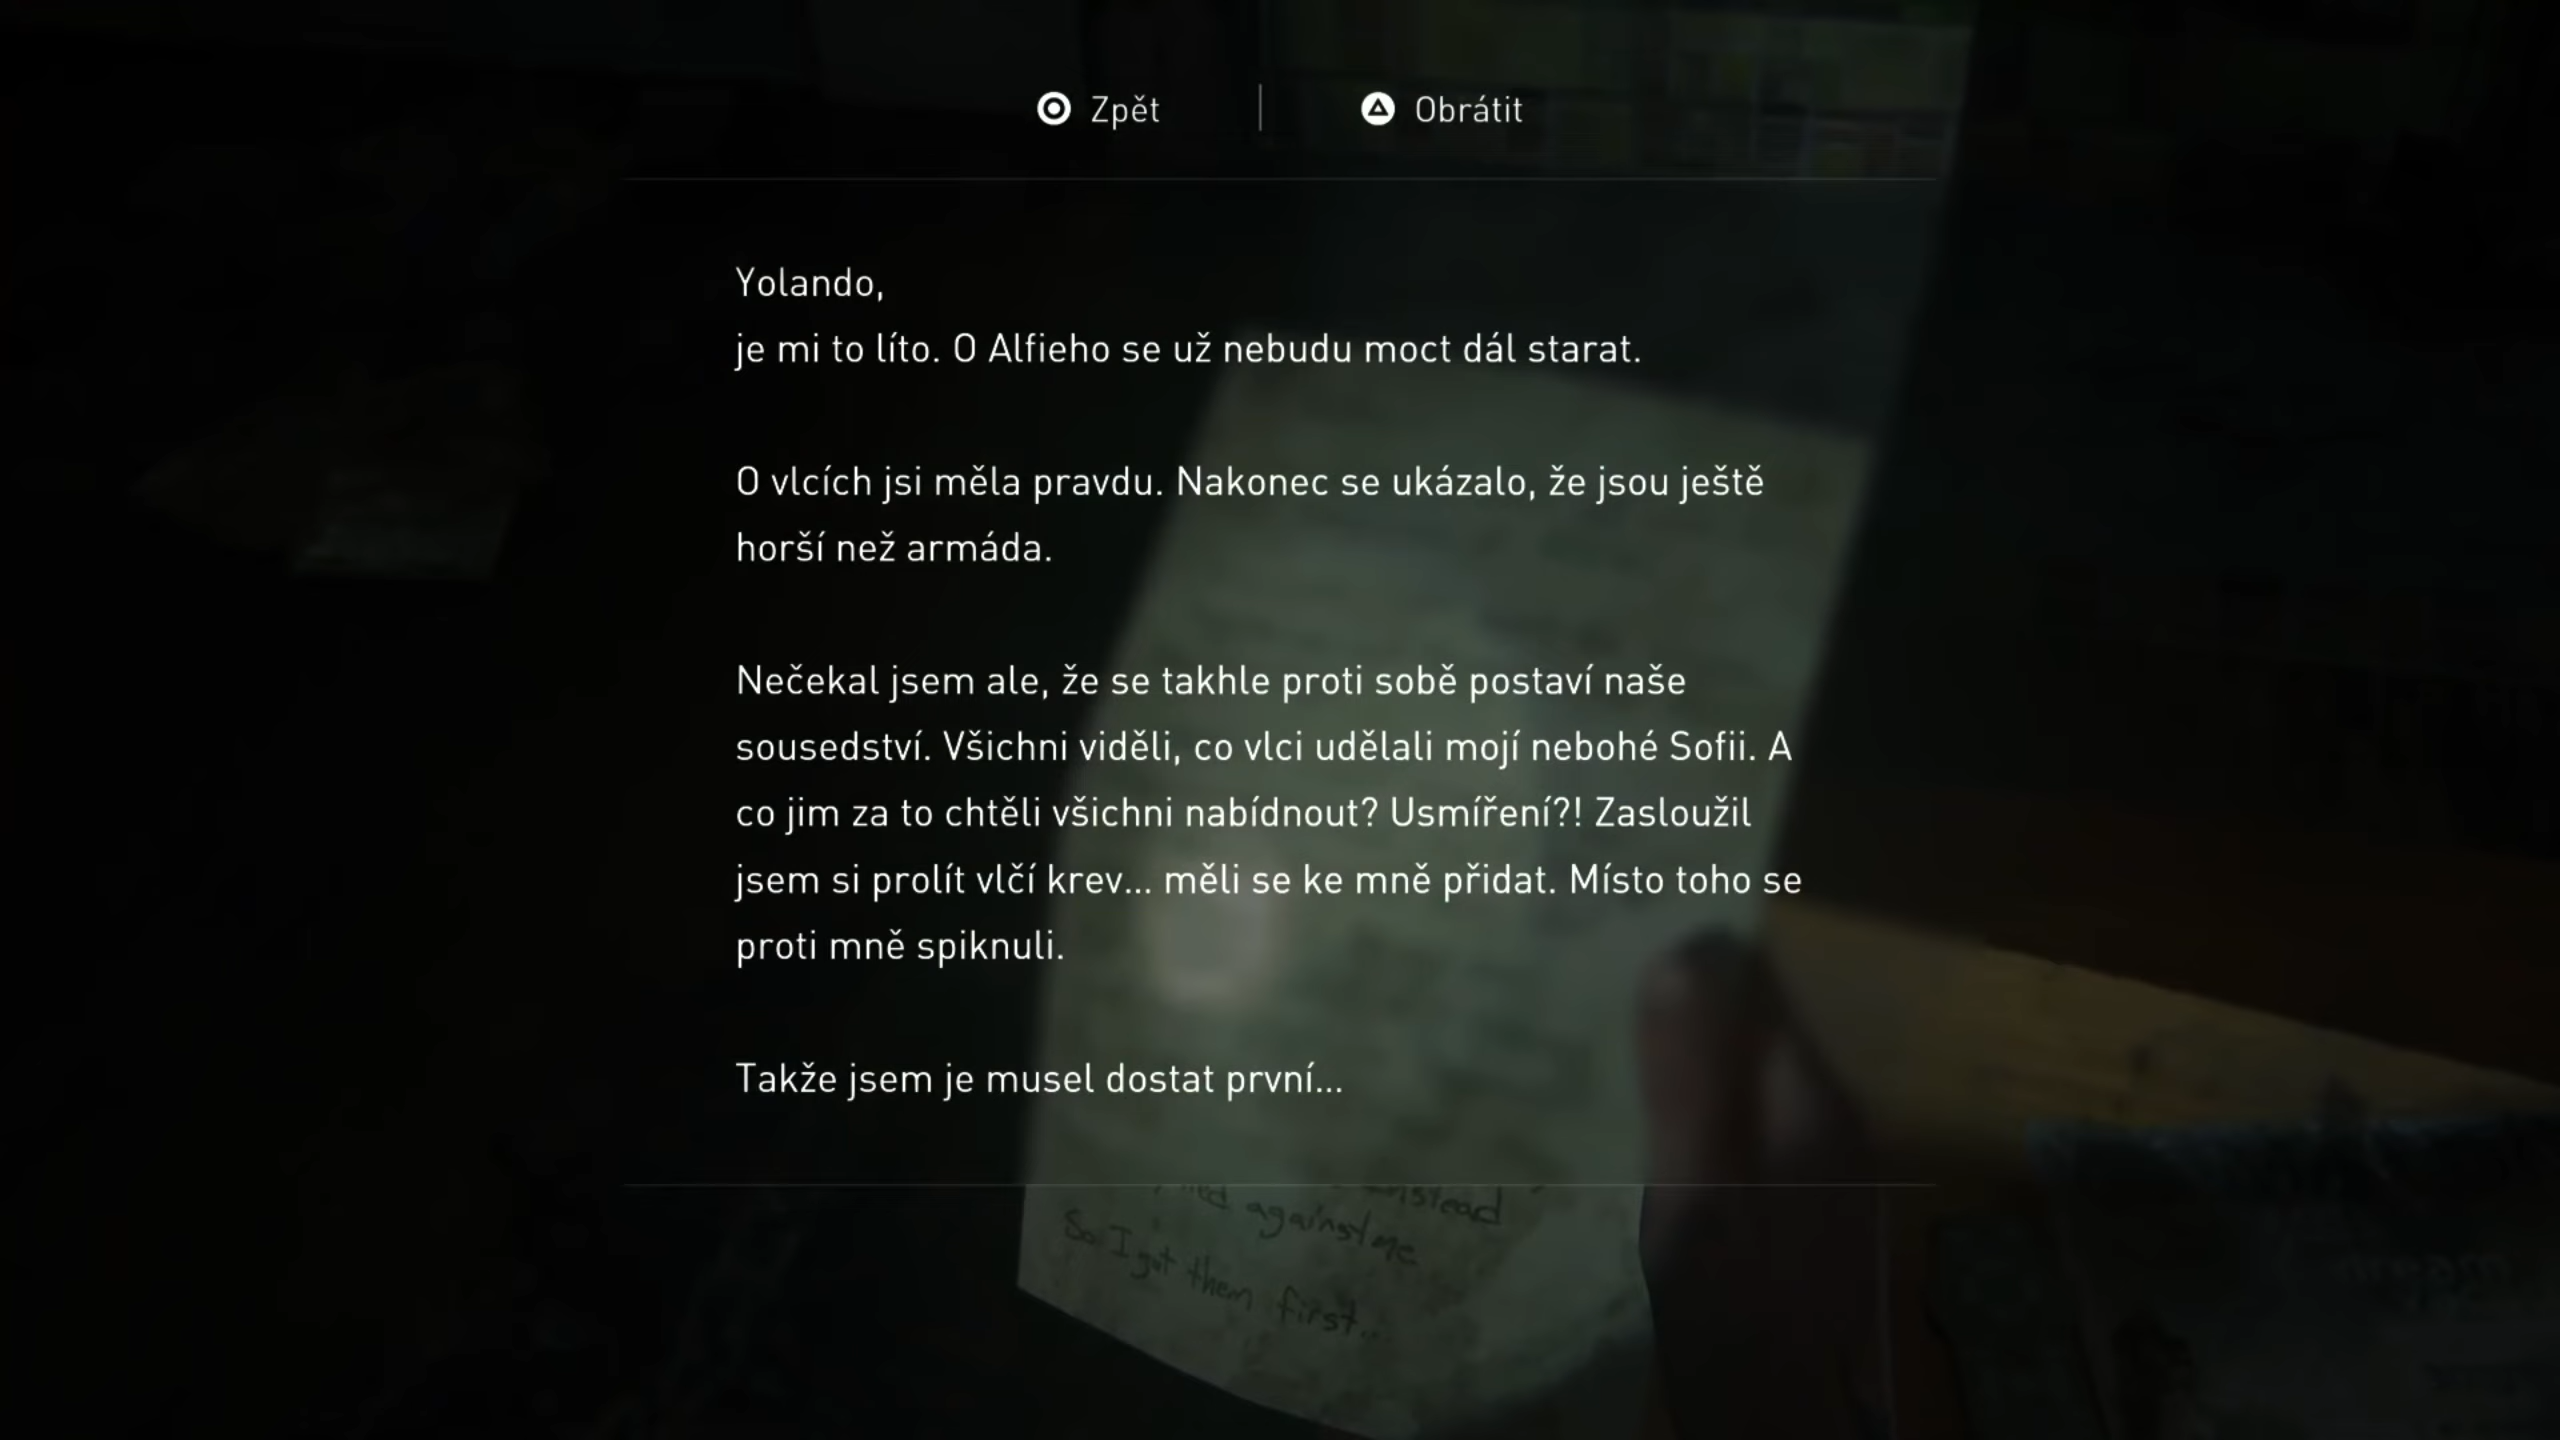 Zpět
Obrátit
Yolando,
je mi to líto. O Alfieho se už nebudu moct dál starat.
O vlcích jsi měla pravdu. Nakonec se ukázalo, že jsou ještě
horší než armáda.
Nečekal jsem ale, že se takhle proti sobě postaví naše
sousedství. Všichni viděli, co vlci udělali mojí nebohé Sofii. A
co jim za to chtěli všichni nabídnout? Usmíření?! Zasloužil
jsem si prolít vlčí krev... měli se ke mně přidat. Místo toho se
proti mně spiknuli.
Takže jsem je musel dostat první...
instead
against me
So I got them first..